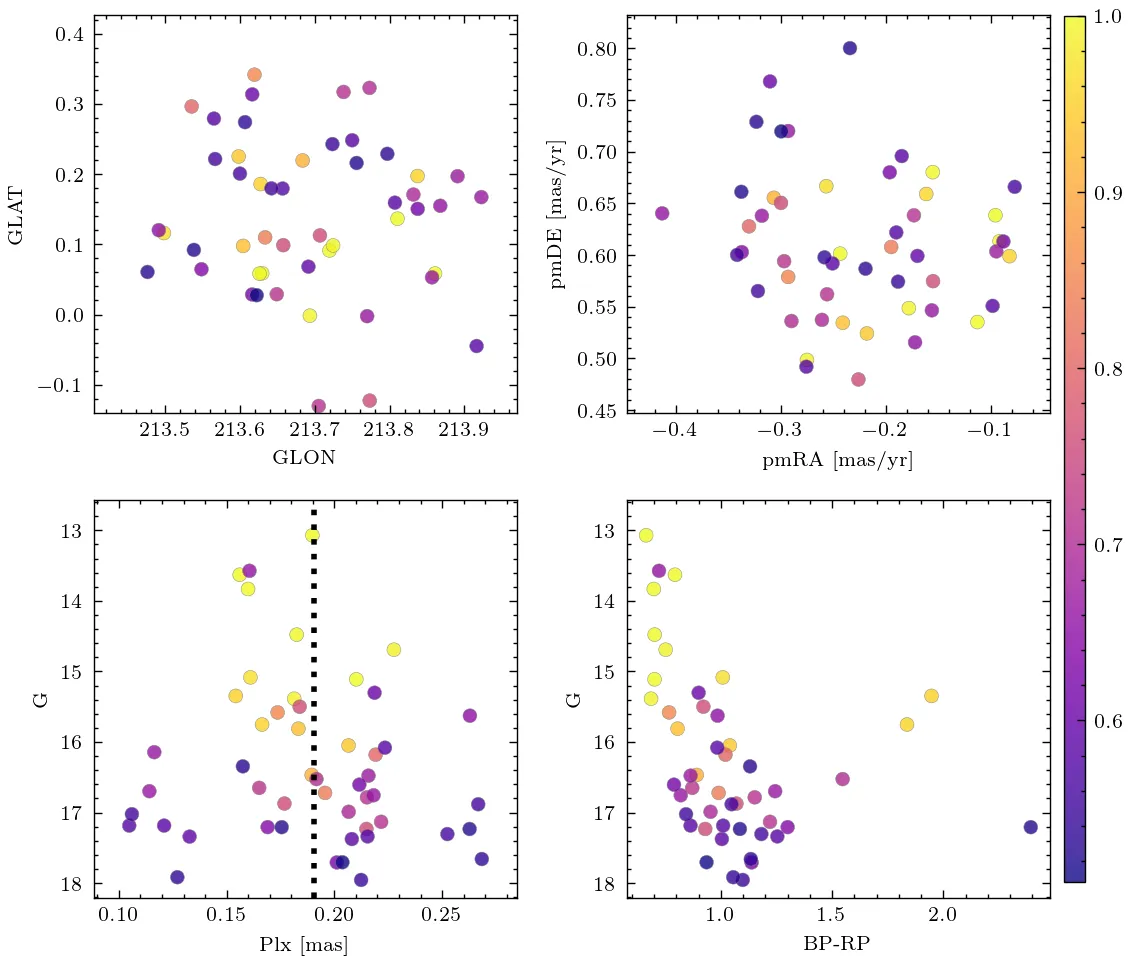 0.4
0.3
0.2
0.1
0.0
−0.1
GLAT
213.5 213.6 213.7 213.8 213.9
GLON
0.80
0.75
0.70
0.65
0.60
0.55
0.50
0.45
pmDE [mas/yr]
−0.4 −0.3 −0.2 −0.1
pmRA [mas/yr]
1.0
0.9
0.8
0.7
0.6
13
14
15
16
17
18
G
0.10 0.15 0.20 0.25
Plx [mas]
13
14
15
16
17
18
G
1.0 1.5 2.0
BP-RP